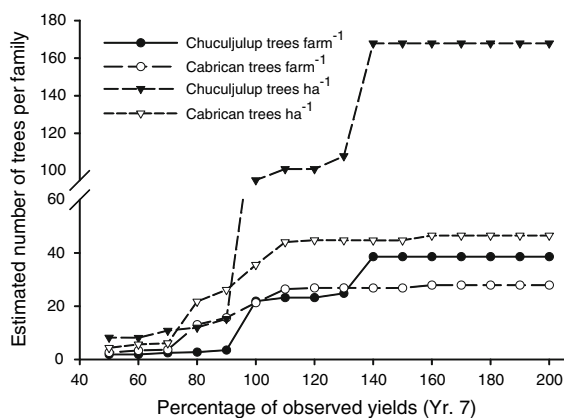 180
160
140
120
100
60
40
20
0
Estimated number of trees per family
Chuculjulup trees farm⁻¹
Cabrican trees farm⁻¹
Chuculjulup trees ha⁻¹
Cabrican trees ha⁻¹
40 60 80 100 120 140 160 180 200
Percentage of observed yields (Yr. 7)